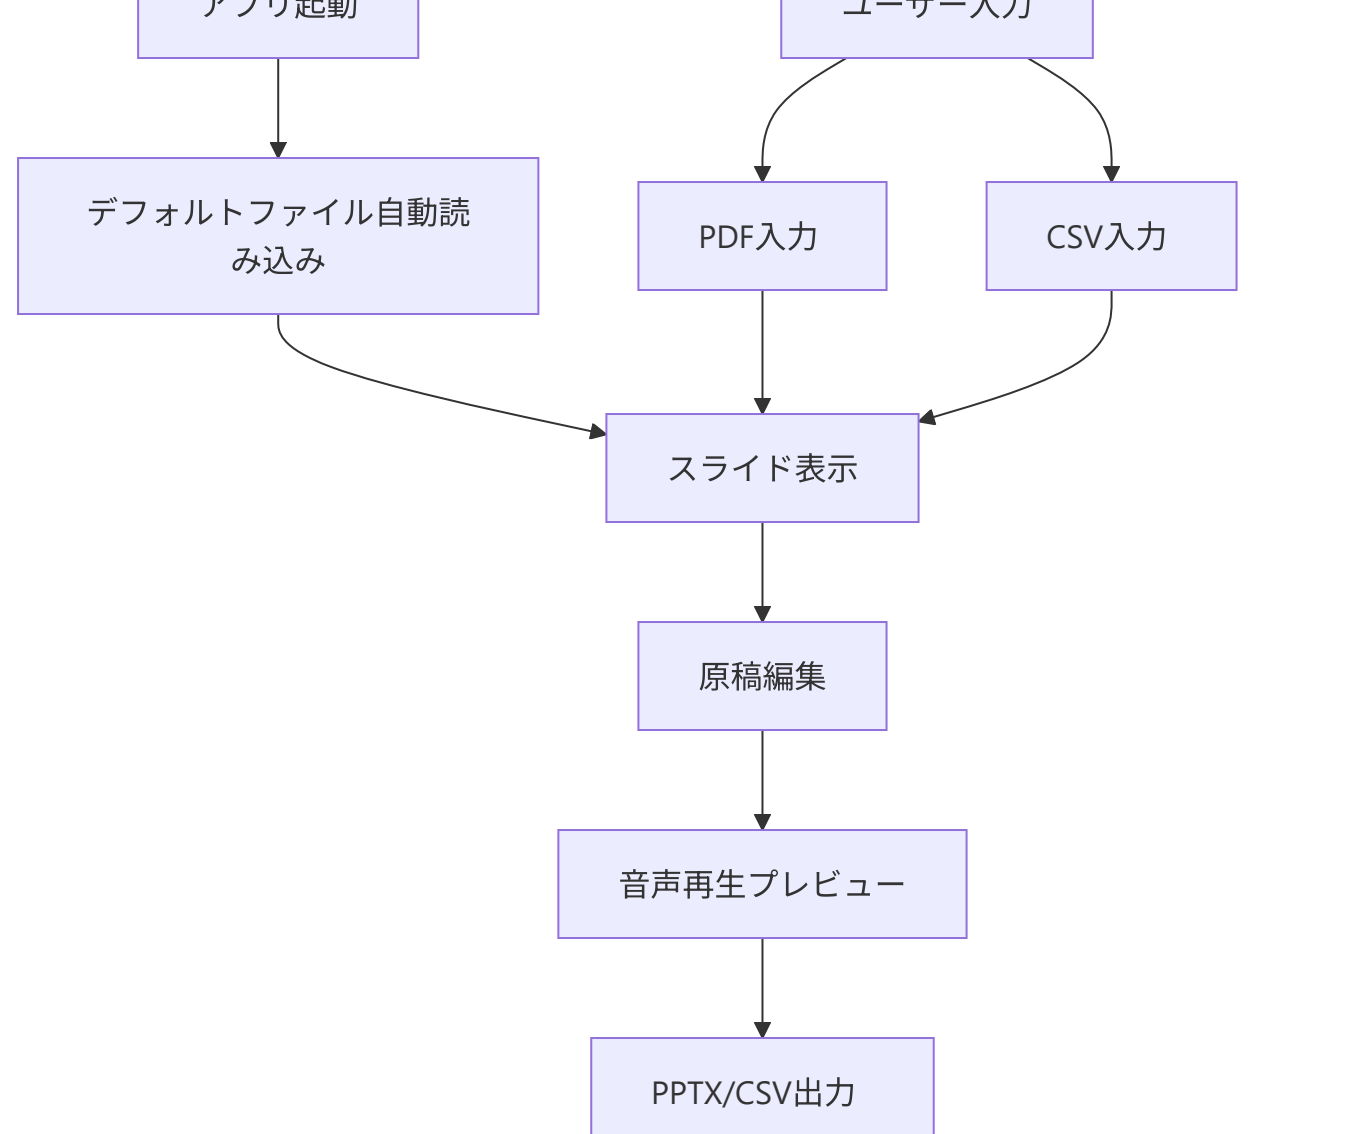 アプリ起動
ユーザー入力
デフォルトファイル自動読
み込み
PDF入力
CSV入力
スライド表示
原稿編集
音声再生プレビュー
PPTX/CSV出力